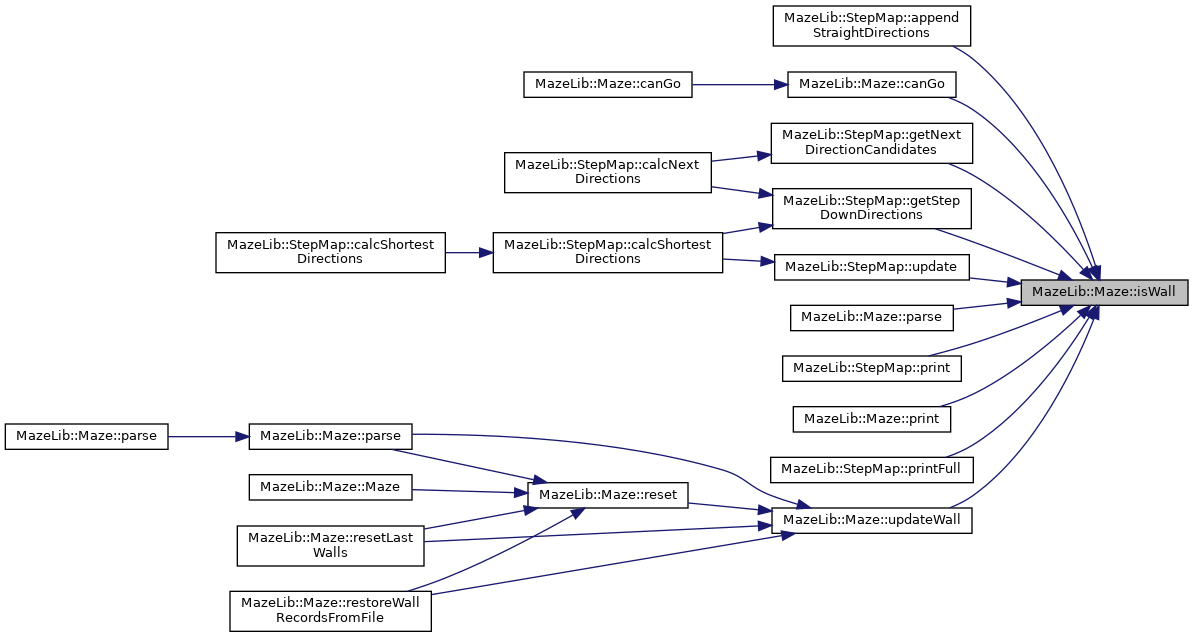 MazeLib::StepMap::append
StraightDirections
MazeLib::Maze::canGo
MazeLib::Maze::canGo
MazeLib::StepMap::getNext
DirectionCandidates
MazeLib::StepMap::calcNext
Directions
MazeLib::StepMap::getStep
DownDirections
MazeLib::StepMap::calcShortest
Directions
MazeLib::StepMap::calcShortest
Directions
MazeLib::StepMap::update
MazeLib::Maze::isWall
MazeLib::Maze::parse
MazeLib::StepMap::print
MazeLib::Maze::print
MazeLib::Maze::parse
MazeLib::Maze::parse
MazeLib::StepMap::printFull
MazeLib::Maze::Maze
MazeLib::Maze::reset
MazeLib::Maze::updateWall
MazeLib::Maze::resetLast
Walls
MazeLib::Maze::restoreWall
RecordsFromFile